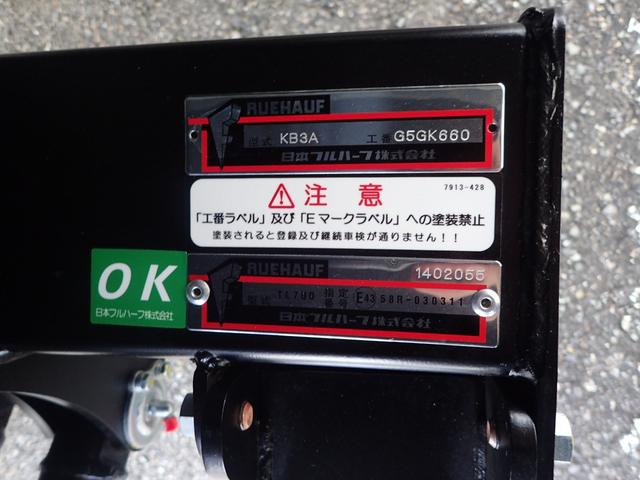 RUEHAUF
型式 KB3A 工番 G5GK660
日本フルハーフ株式会社
注意
7913-428
「工番ラベル」及び「Eマークラベル」への塗装禁止
塗装されると登録及び継続車検が通りません!!
OK
日本フルハーフ株式会社
RUEHAUF
1402055
型式 指定番号 E43 58R-030311
日本フルハーフ株式会社